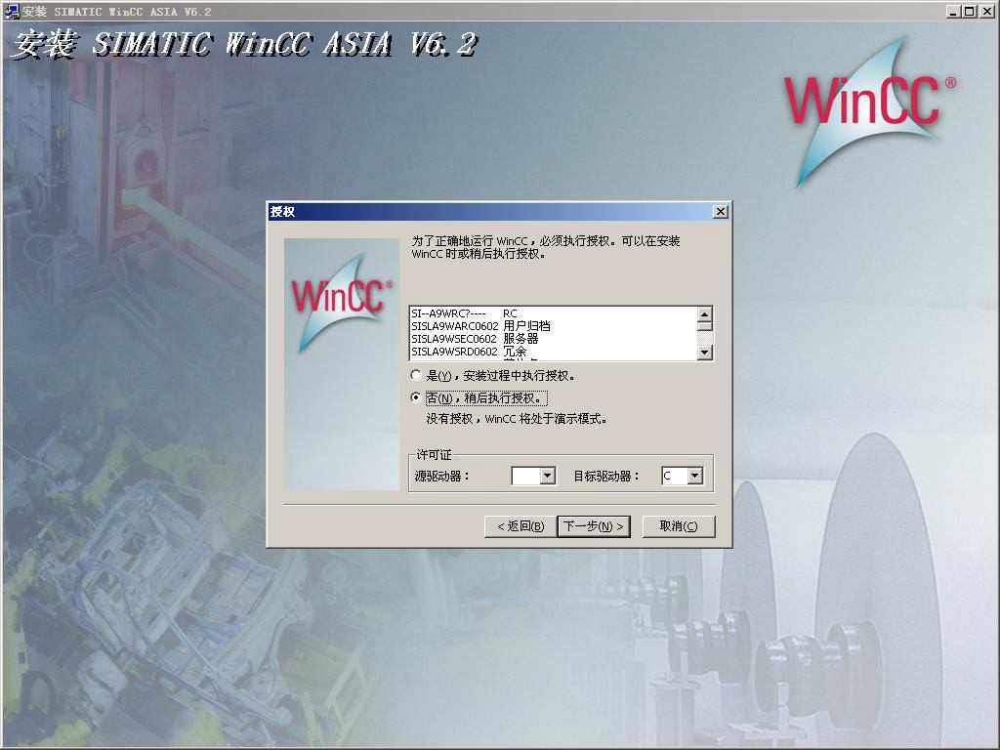 安装 SIMATIC WinCC ASIA V6.2
安装 SIMATIC WinCC ASIA V6.2
WinCC®
授权
为了正确地运行 WinCC，必须执行授权。可以在安装
WinCC 时或稍后执行授权。
WinCC®
SI--A9WRC?---- RC
SISLA9WARC0602 用户归档
SISLA9WSEC0602 服务器
SISLA9WSRD0602 冗余
是(Y)，安装过程中执行授权。
否(N)，稍后执行授权。
没有授权，WinCC 将处于演示模式。
许可证
源驱动器：
目标驱动器： C
< 返回(B) 下一步(N) > 取消(C)